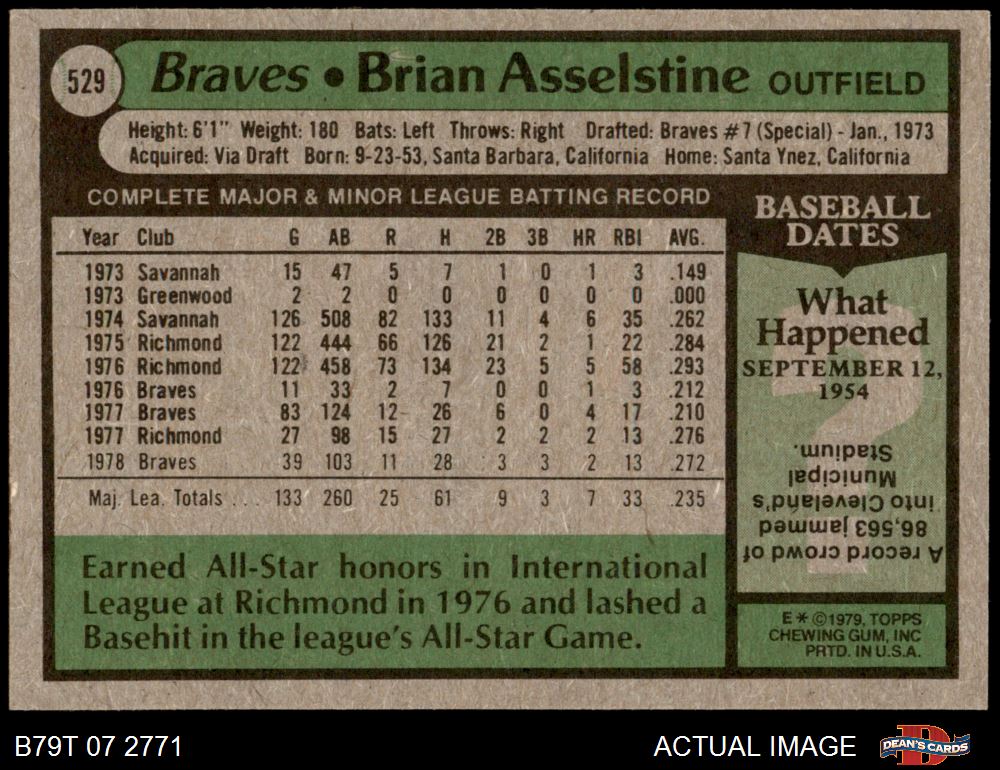 529
Braves • Brian Asselstine OUTFIELD
Height: 6'1" Weight: 180 Bats: Left Throws: Right Drafted: Braves #7 (Special) - Jan., 1973
Acquired: Via Draft Born: 9-23-53, Santa Barbara, California Home: Santa Ynez, California
COMPLETE MAJOR & MINOR LEAGUE BATTING RECORD
Year Club G AB R H 2B 3B HR RBI AVG.
1973 Savannah 15 47 5 7 1 0 1 3 .149
1973 Greenwood 2 2 0 0 0 0 0 0 .000
1974 Savannah 126 508 82 133 11 4 6 35 .262
1975 Richmond 122 444 66 126 21 2 1 22 .284
1976 Richmond 122 458 73 134 23 5 5 58 .293
1976 Braves 11 33 2 7 0 0 1 3 .212
1977 Braves 83 124 12 26 6 0 4 17 .210
1977 Richmond 27 98 15 27 2 2 2 13 .276
1978 Braves 39 103 11 28 3 3 2 13 .272
Maj. Lea. Totals ... 133 260 25 61 9 3 7 33 .235
Earned All-Star honors in International
League at Richmond in 1976 and lashed a
Basehit in the league's All-Star Game.
BASEBALL
DATES
What
Happened
SEPTEMBER 12,
1954
A record crowd of
86,563 jammed
into Cleveland's
Municipal
Stadium.
E * ©1979, TOPPS
CHEWING GUM, INC
PRTD. IN U.S.A.
B79T 07 2771
ACTUAL IMAGE
D
DEAN'S CARDS